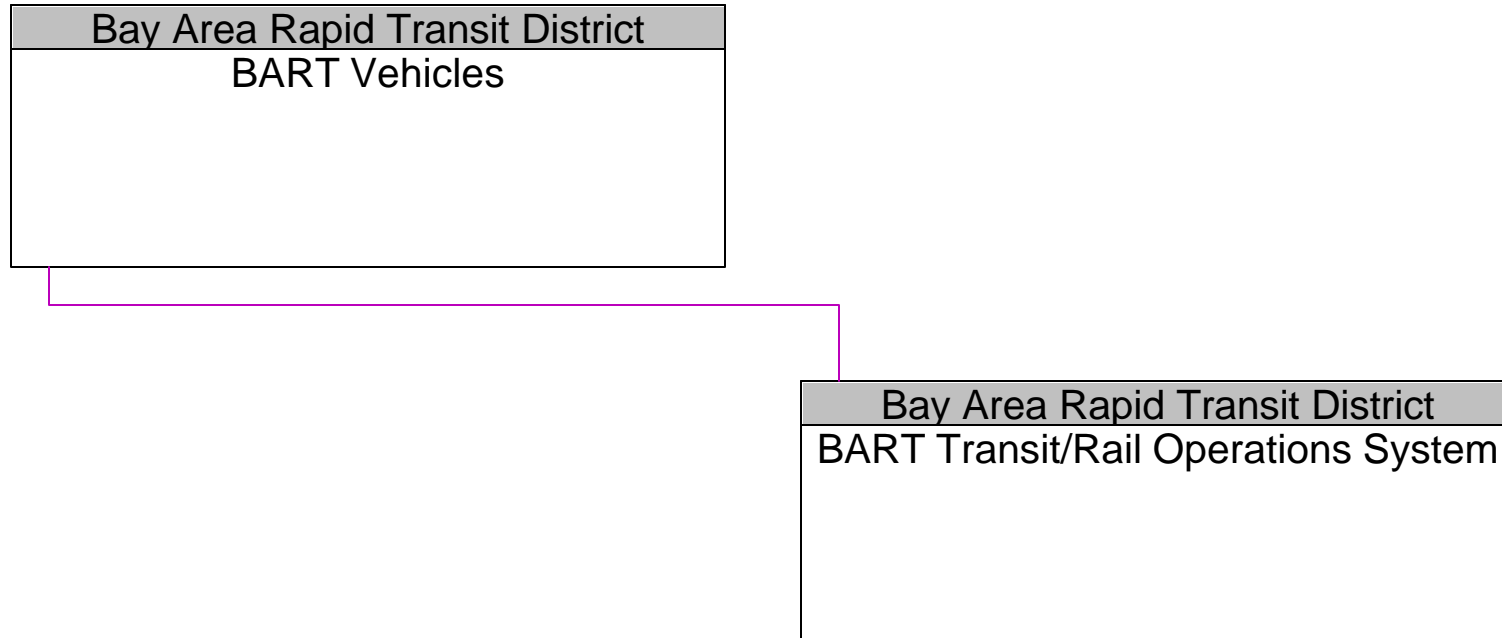 Bay Area Rapid Transit District
BART Vehicles
Bay Area Rapid Transit District
BART Transit/Rail Operations System